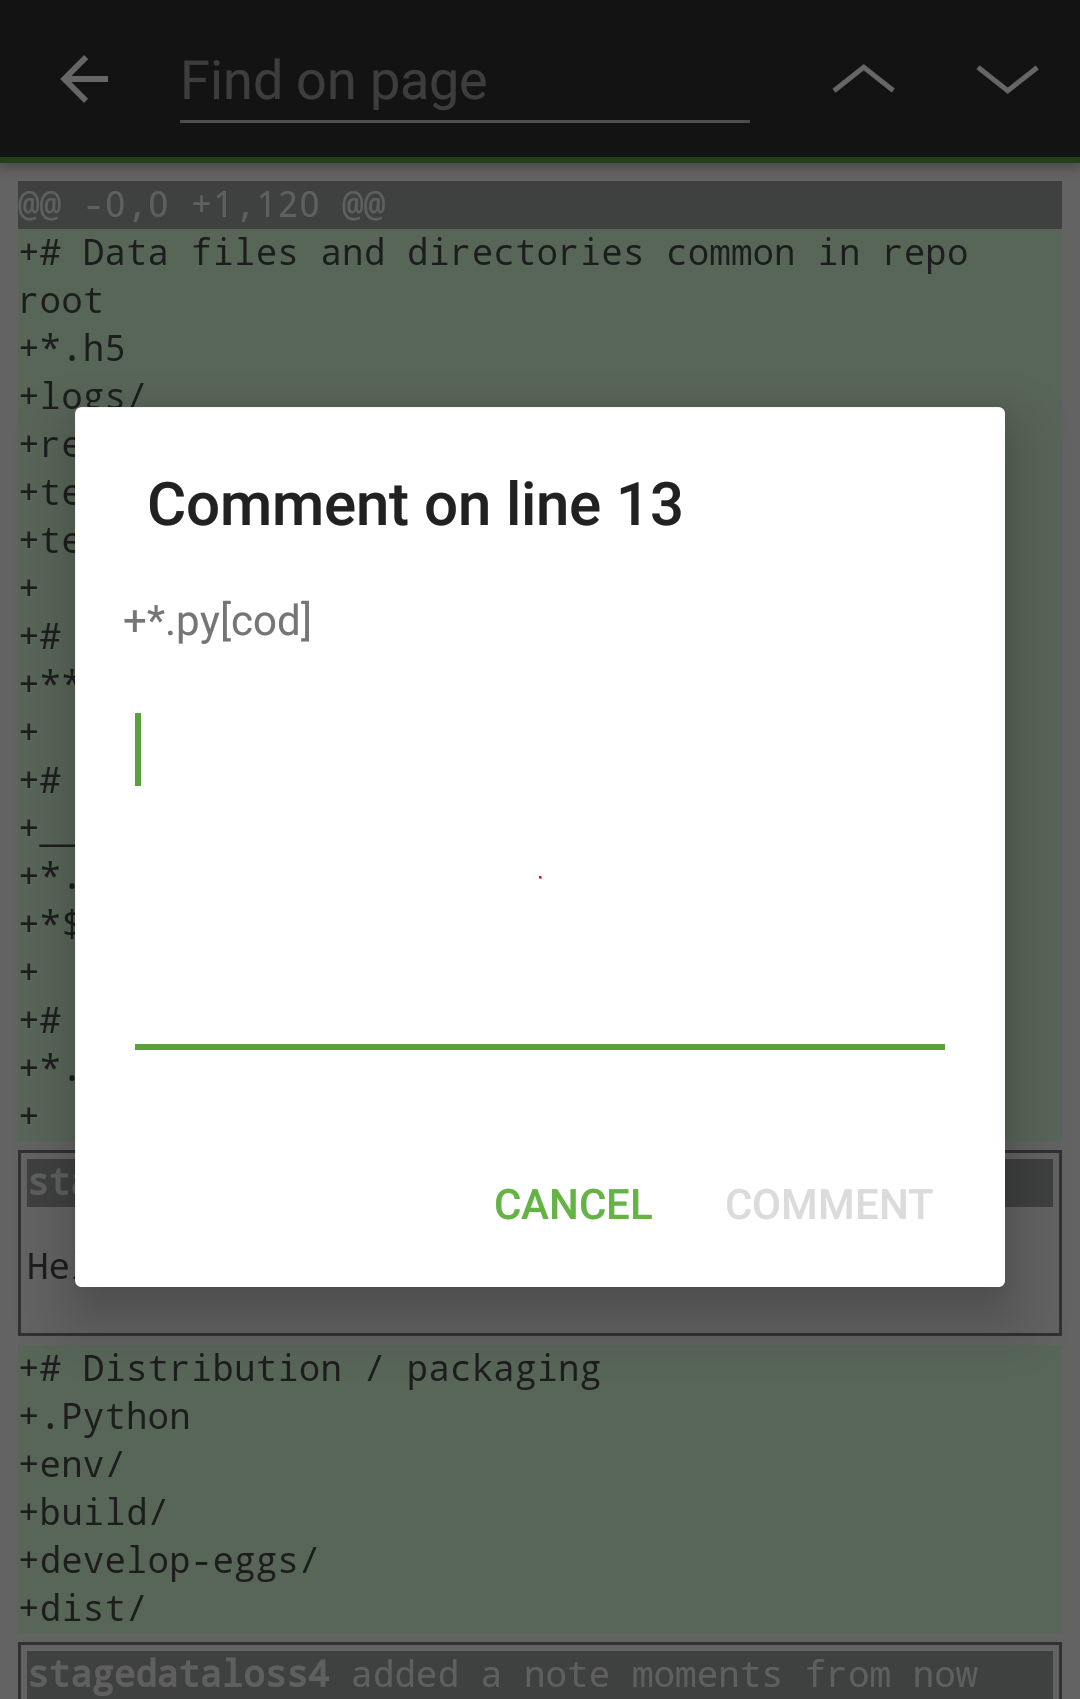 Find on page
@@ -0,0 +1,120 @@
+# Data files and directories common in repo
root
+*.h5
+logs/
+re
+te
+te
+
+#
+**
+
+#
+__
+*.
+*$
+
+#
+*.
+
Comment on line 13
+*.py[cod]
CANCEL COMMENT
+# Distribution / packaging
+.Python
+env/
+build/
+develop-eggs/
+dist/
stagedataloss4 added a note moments from now